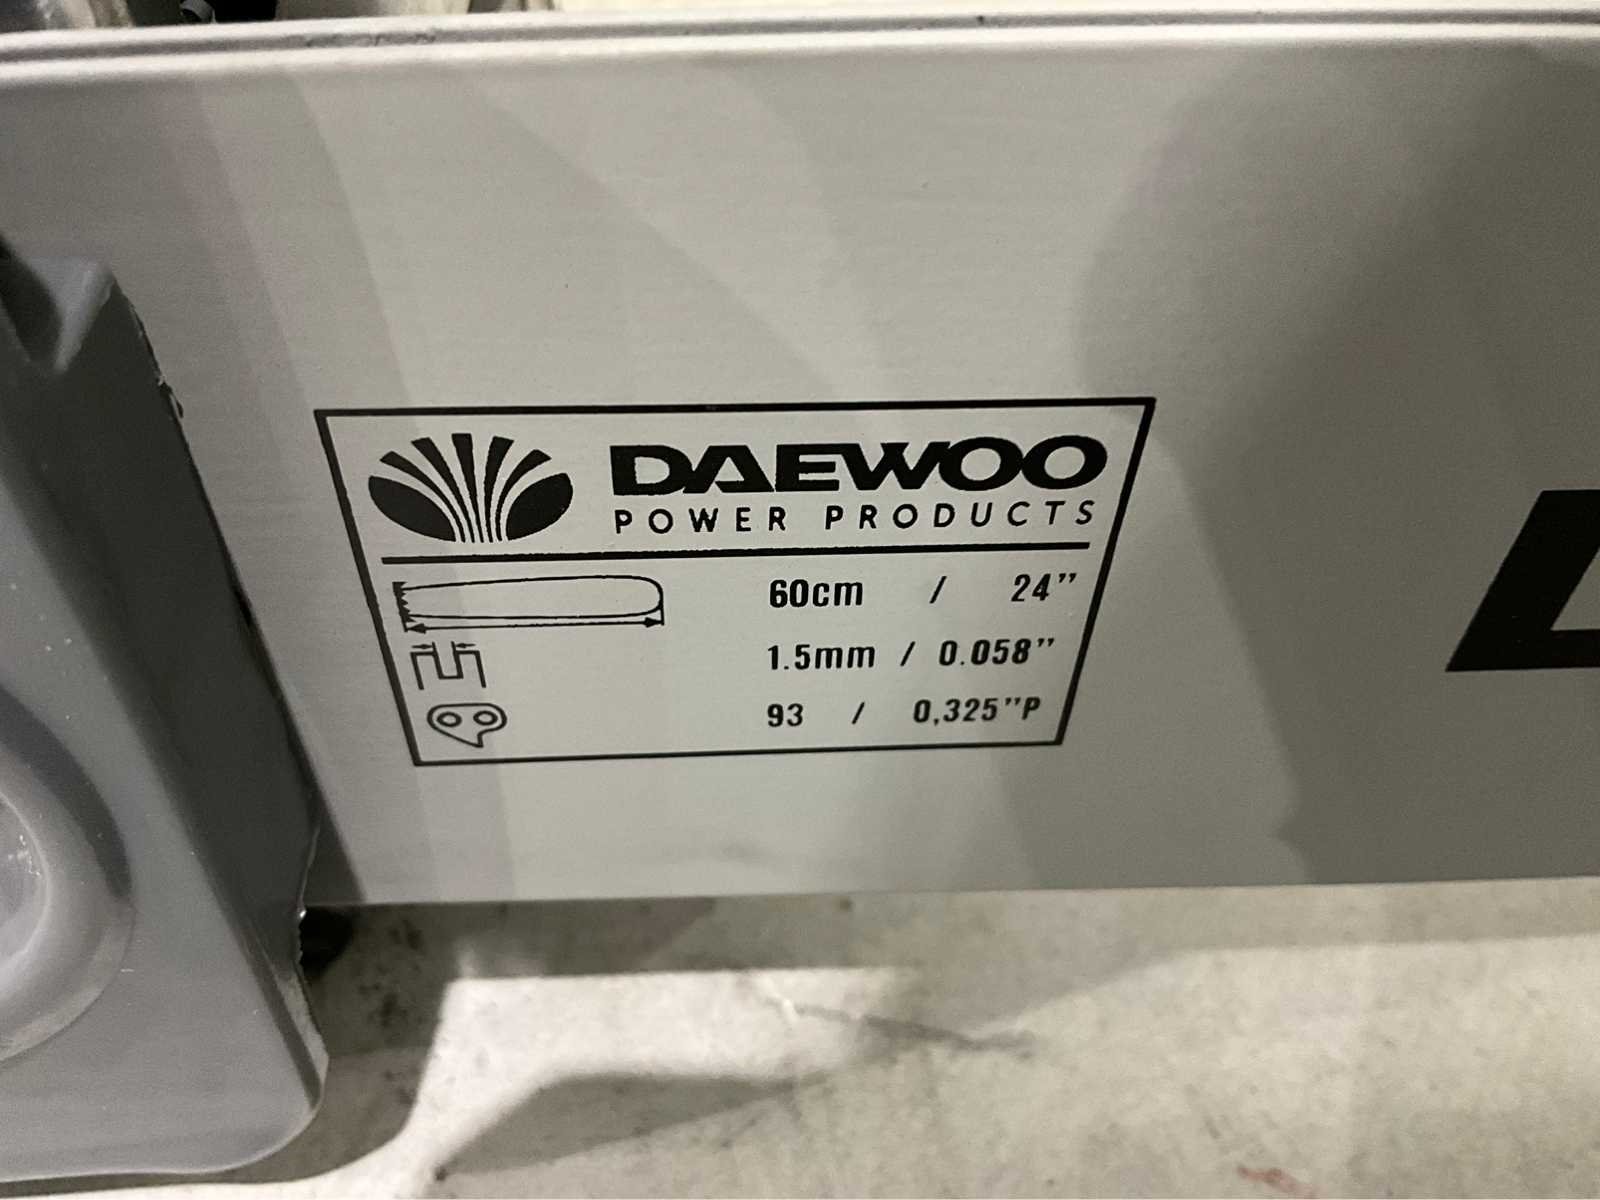 DAEWOO
POWER PRODUCTS
60cm / 24"
1.5mm / 0.058"
93 / 0,325"P